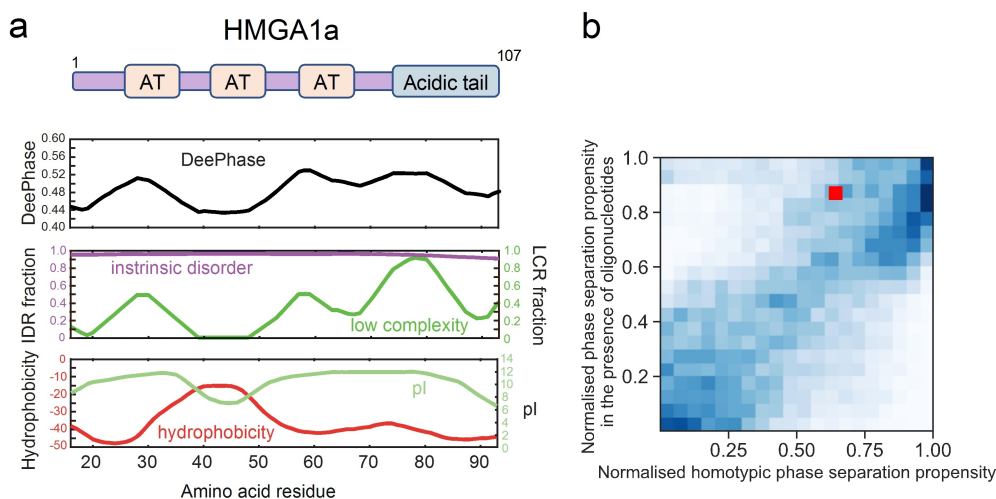 a
HMGA1a
1
107
AT
AT
AT
Acidic tail
DeePhase
0.60
0.56
0.52
0.48
0.44
0.40
DeePhase
IDR fraction
1.0
0.8
0.6
0.4
0.2
0
instrinsic disorder
low complexity
1.0
0.8
0.6
0.4
0.2
0
LCR fraction
Hydrophobicity
0
-10
-20
-30
-40
-50
pI
hydrophobicity
14
12
10
8
6
4
2
0
pI
20 30 40 50 60 70 80 90
Amino acid residue
b
Normalised phase separation propensity
in the presence of oligonucleotides
1.0
0.8
0.6
0.4
0.2
0.25 0.50 0.75 1.00
Normalised homotypic phase separation propensity